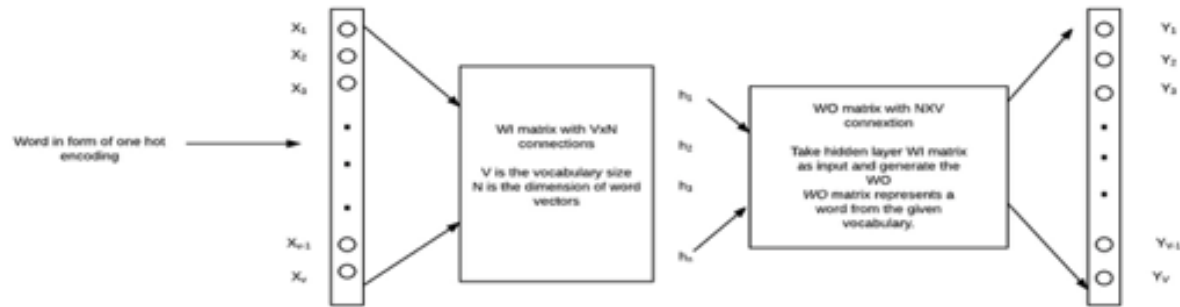 X1
X2
X3
Word in form of one hot
encoding
XV-1
XV
WI matrix with VxN
connections
V is the vocabulary size
N is the dimension of word
vectors
h1
h2
h3
hn
WO matrix with NXV
connextion
Take hidden layer WI matrix
as input and generate the
WO
WO matrix represents a
word from the given
vocabulary.
Y1
Y2
Y3
YV-1
YV